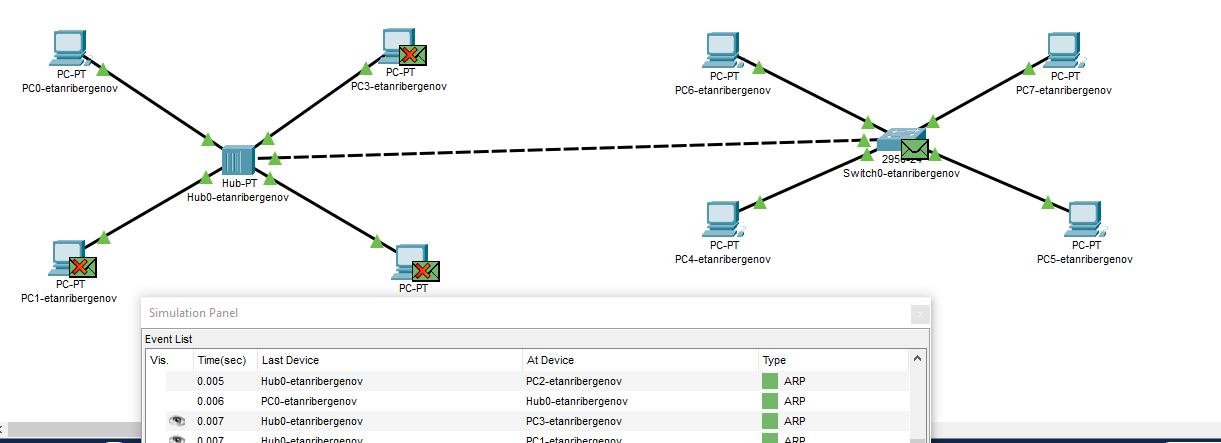 PC-PT
PC0-etanribergenov
PC-PT
PC3-etanribergenov
PC-PT
PC6-etanribergenov
PC-PT
PC7-etanribergenov
Hub-PT
Hub0-etanribergenov
2950-24
Switch0-etanribergenov
PC-PT
PC1-etanribergenov
PC-PT
PC-PT
PC4-etanribergenov
PC-PT
PC5-etanribergenov
Simulation Panel
Event List
Vis. Time(sec) Last Device At Device Type
0.005 Hub0-etanribergenov PC2-etanribergenov ARP
0.006 PC0-etanribergenov Hub0-etanribergenov ARP
0.007 Hub0-etanribergenov PC3-etanribergenov ARP
0.007 Hub0-etanribergenov PC1-etanribergenov ARP